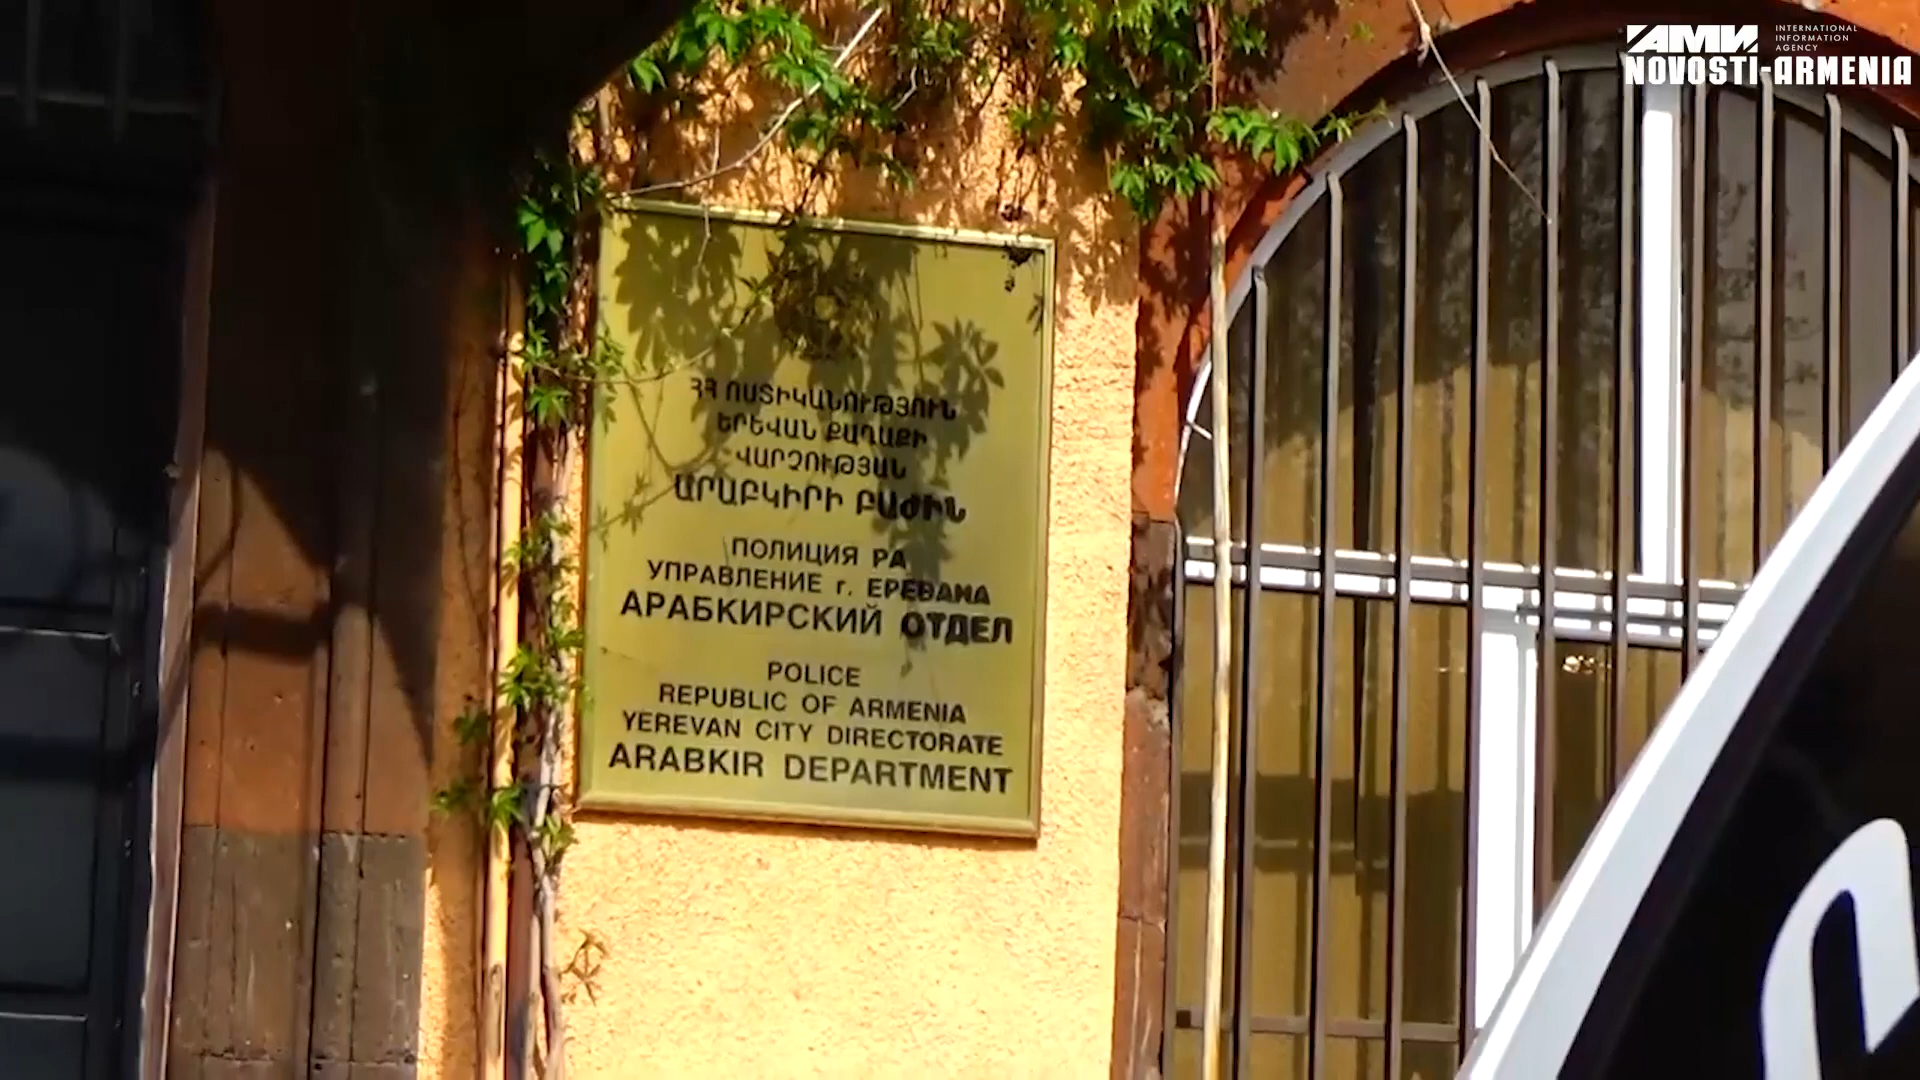 ՀՀ ՈՍՏԻԿԱՆՈՒԹՅՈՒՆ
ԵՐԵՎԱՆ ՔԱՂԱՔԻ
ՎԱՐՉՈՒԹՅԱՆ
ԱՐԱԲԿԻՐԻ ԲԱԺԻՆ
ПОЛИЦИЯ РА
УПРАВЛЕНИЕ г. ЕРЕВАНА
АРАБКИРСКИЙ ОТДЕЛ
POLICE
REPUBLIC OF ARMENIA
YEREVAN CITY DIRECTORATE
ARABKIR DEPARTMENT
АМИ
INTERNATIONAL
INFORMATION
AGENCY
NOVOSTI-ARMENIA